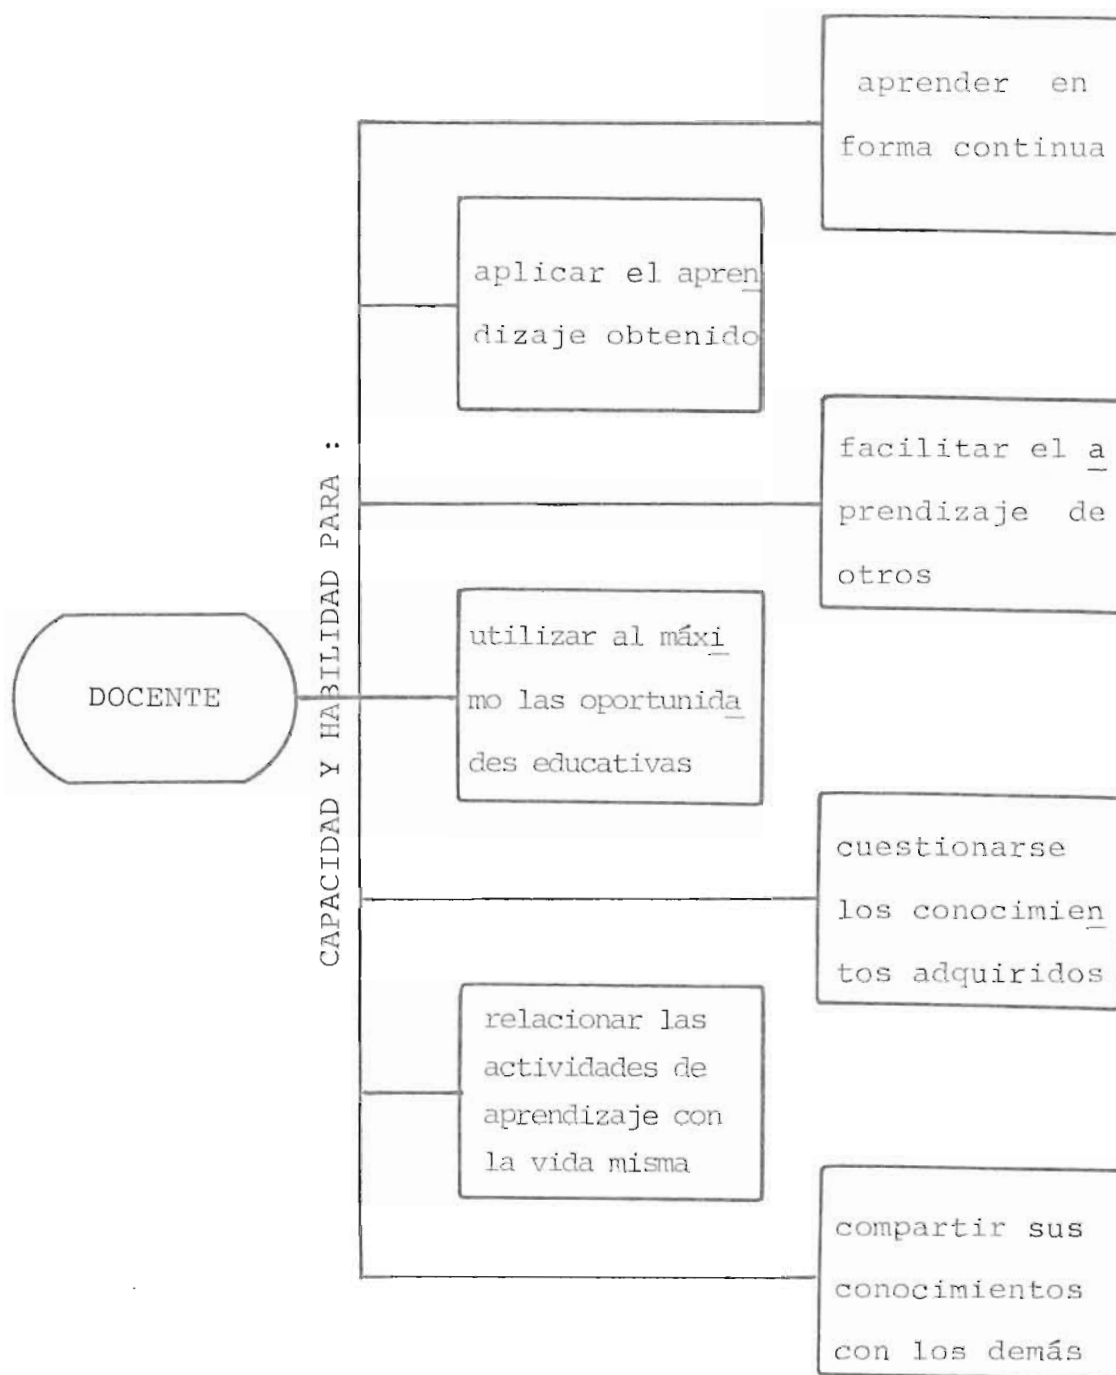 aprender en
forma continua
aplicar el apren
dizaje obtenido
facilitar el a
prendizaje de
otros
CAPACIDAD Y HABILIDAD PARA :
DOCENTE
utilizar al máxi
mo las oportunida
des educativas
cuestionarse
los conocimien
tos adquiridos
relacionar las
actividades de
aprendizaje con
la vida misma
compartir sus
conocimientos
con los demás